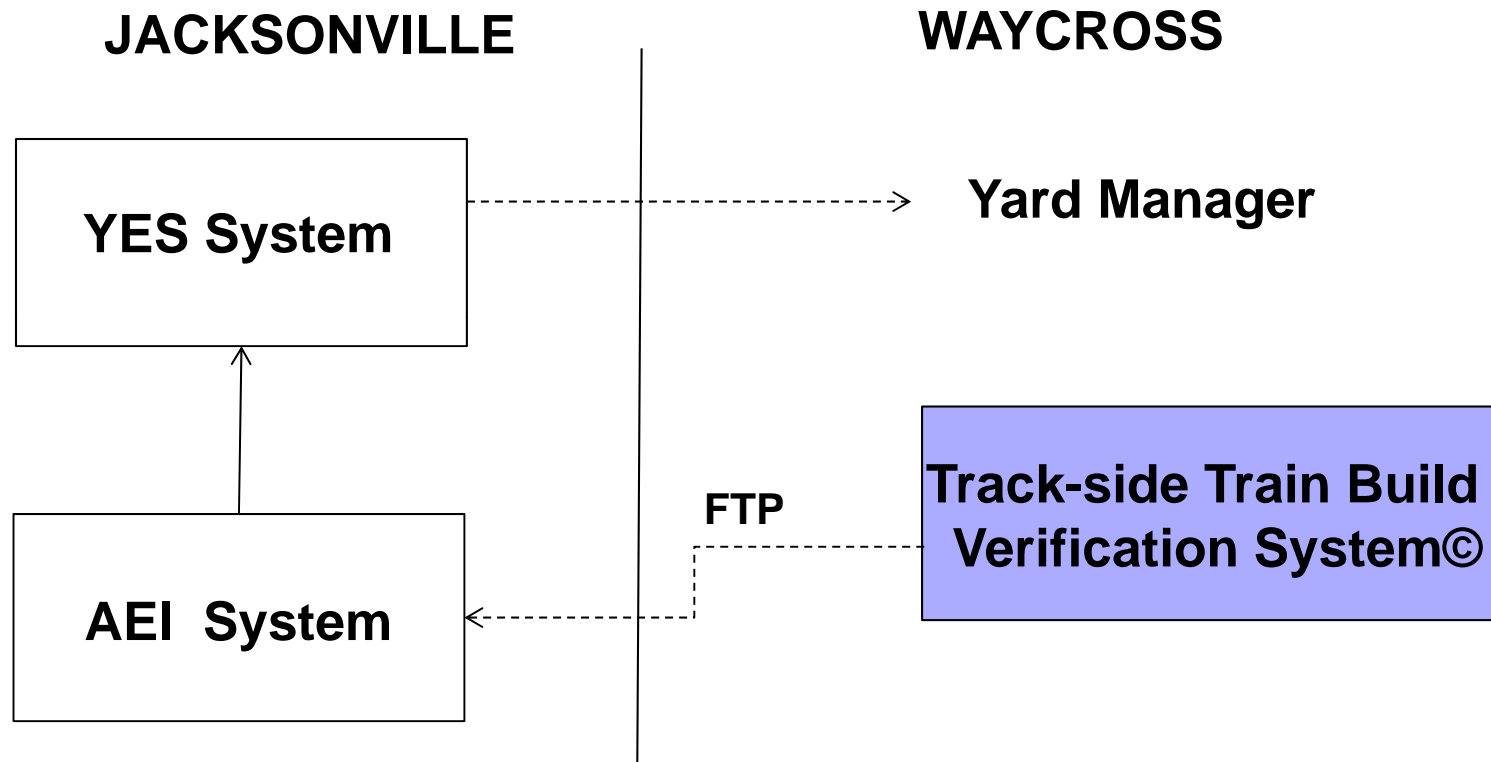 JACKSONVILLE
WAYCROSS
YES System
Yard Manager
FTP
Track-side Train Build
Verification System©
AEI System